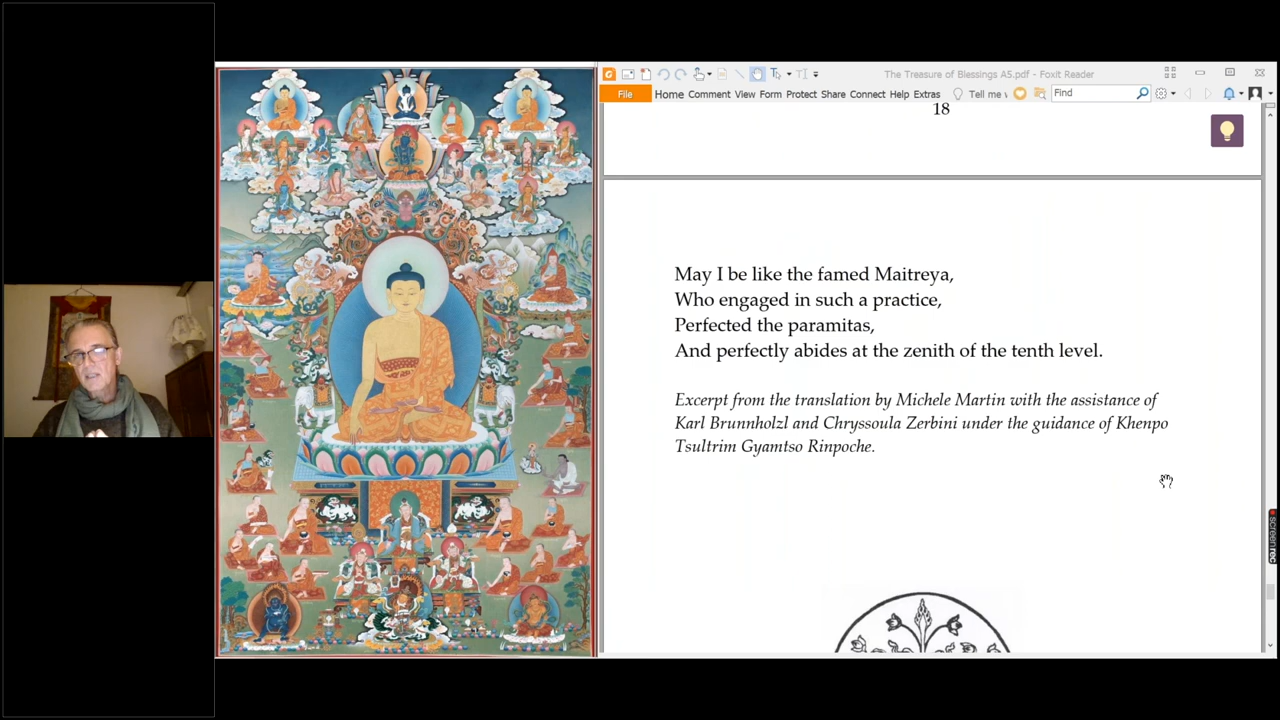 The Treasure of Blessings A5.pdf - Foxit Reader
File Home Comment View Form Protect Share Connect Help Extras Tell me Find
18
May I be like the famed Maitreya,
Who engaged in such a practice,
Perfected the paramitas,
And perfectly abides at the zenith of the tenth level.
Excerpt from the translation by Michele Martin with the assistance of
Karl Brunnholzl and Chryssoula Zerbini under the guidance of Khenpo
Tsultrim Gyamtso Rinpoche.
screenrec